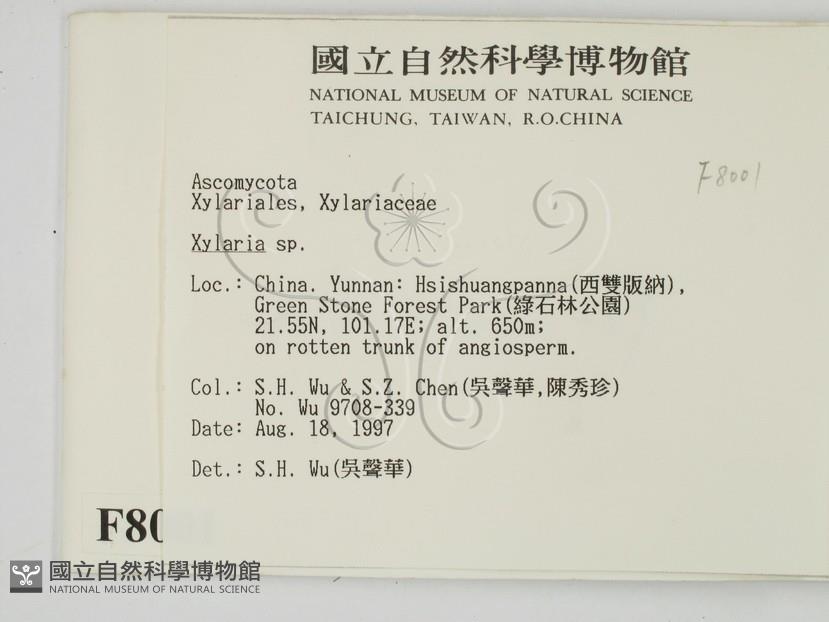 國立自然科學博物館
NATIONAL MUSEUM OF NATURAL SCIENCE
TAICHUNG, TAIWAN, R.O.CHINA
F8001
Ascomycota
Xylariales, Xylariaceae
Xylaria sp.
Loc.: China. Yunnan: Hsishuangpanna(西雙版納),
Green Stone Forest Park(綠石林公園)
21.55N, 101.17E; alt. 650m;
on rotten trunk of angiosperm.
Col.: S.H. Wu & S.Z. Chen(吳聲華,陳秀珍)
No. Wu 9708-339
Date: Aug. 18, 1997
Det.: S.H. Wu(吳聲華)
F80
國立自然科學博物館
NATIONAL MUSEUM OF NATURAL SCIENCE